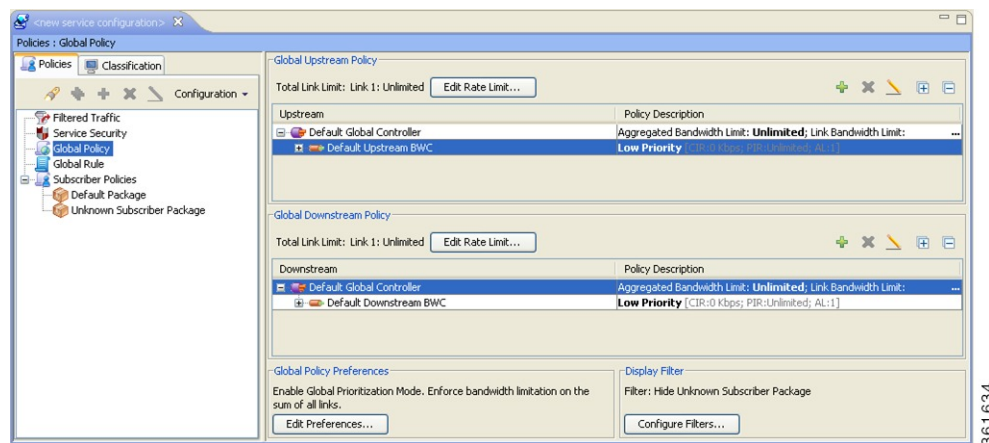 <new service configuration>
Policies : Global Policy
Policies
Classification
Configuration
Filtered Traffic
Service Security
Global Policy
Global Rule
Subscriber Policies
Default Package
Unknown Subscriber Package
Global Upstream Policy
Total Link Limit: Link 1: Unlimited
Edit Rate Limit...
Upstream
Policy Description
Default Global Controller
Aggregated Bandwidth Limit: Unlimited; Link Bandwidth Limit: ...
Default Upstream BWC
Low Priority [CIR:0 Kbps; PIR:Unlimited; AL:1]
Global Downstream Policy
Total Link Limit: Link 1: Unlimited
Edit Rate Limit...
Downstream
Policy Description
Default Global Controller
Aggregated Bandwidth Limit: Unlimited; Link Bandwidth Limit: ...
Default Downstream BWC
Low Priority [CIR:0 Kbps; PIR:Unlimited; AL:1]
Global Policy Preferences
Enable Global Prioritization Mode. Enforce bandwidth limitation on the
sum of all links.
Edit Preferences...
Display Filter
Filter: Hide Unknown Subscriber Package
Configure Filters...
361634